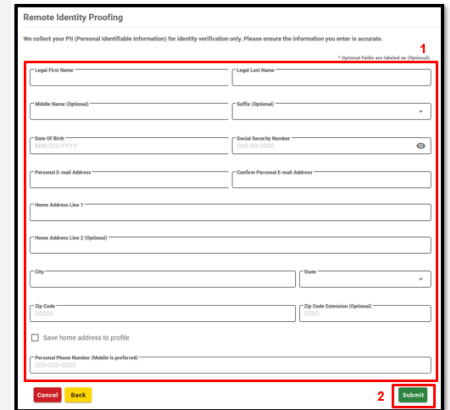 Remote Identity Proofing
We collect your PII (Personal Identifiable Information) for identity verification only. Please ensure the information you enter is accurate.
1
* Optional fields are labeled as (Optional).
Legal First Name
Legal Last Name
Middle Name (Optional)
Suffix (Optional)
Date Of Birth
MM/DD/YYYY
Social Security Number
000-00-0000
Personal E-mail Address
Confirm Personal E-mail Address
Home Address Line 1
Home Address Line 2 (Optional)
City
State
Zip Code
00000
Zip Code Extension (Optional)
0000
Save home address to profile
Personal Phone Number (Mobile is preferred)
000-000-0000
Cancel
Back
2
Submit